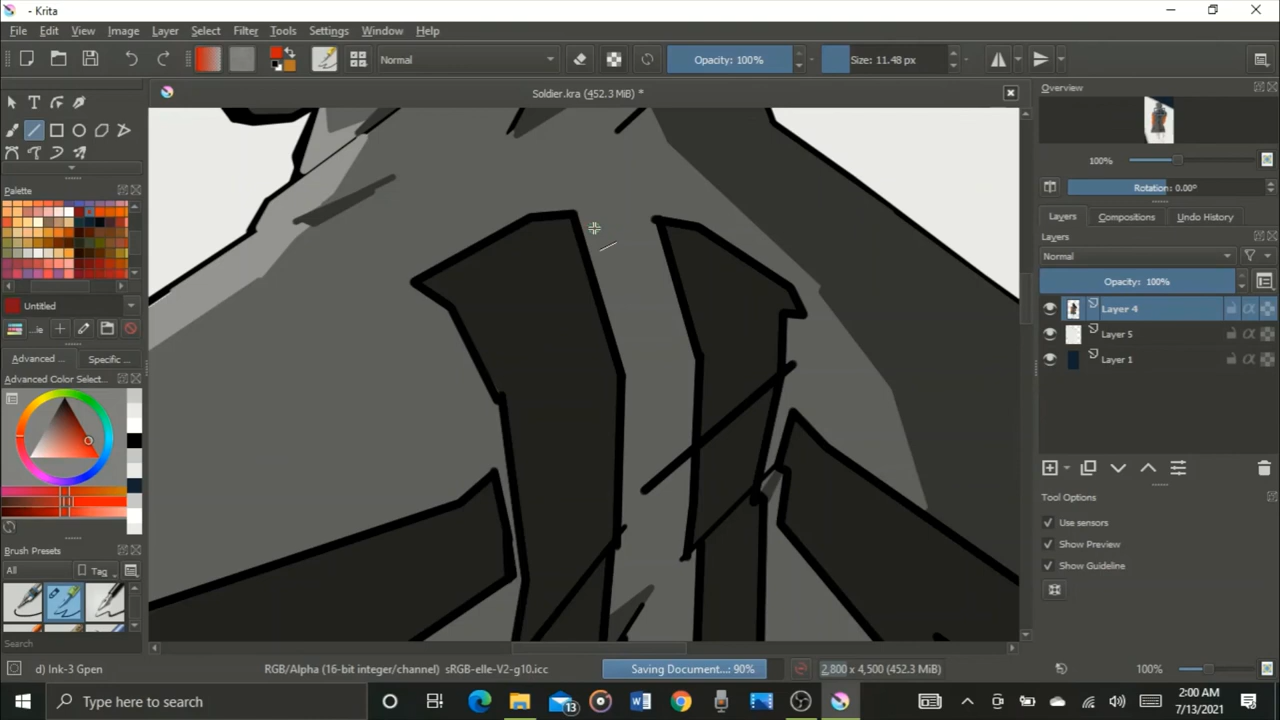 - Krita
File Edit View Image Layer Select Filter Tools Settings Window Help
Normal
Opacity: 100%
Size: 11.48 px
Soldier.kra (452.3 MiB) *
Overview
100%
Rotation: 0.00°
Layers Compositions Undo History
Layers
Normal
Opacity: 100%
Layer 4
Layer 5
Layer 1
Tool Options
Use sensors
Show Preview
Show Guideline
Palette
Untitled
...ie
Advanced ... Specific ...
Advanced Color Select...
Brush Presets
All
Tag
Search
d) Ink-3 Gpen
RGB/Alpha (16-bit integer/channel) sRGB-elle-V2-g10.icc
Saving Document...: 90%
2,800 x 4,500 (452.3 MiB)
100%
Type here to search
13
2:00 AM
7/13/2021